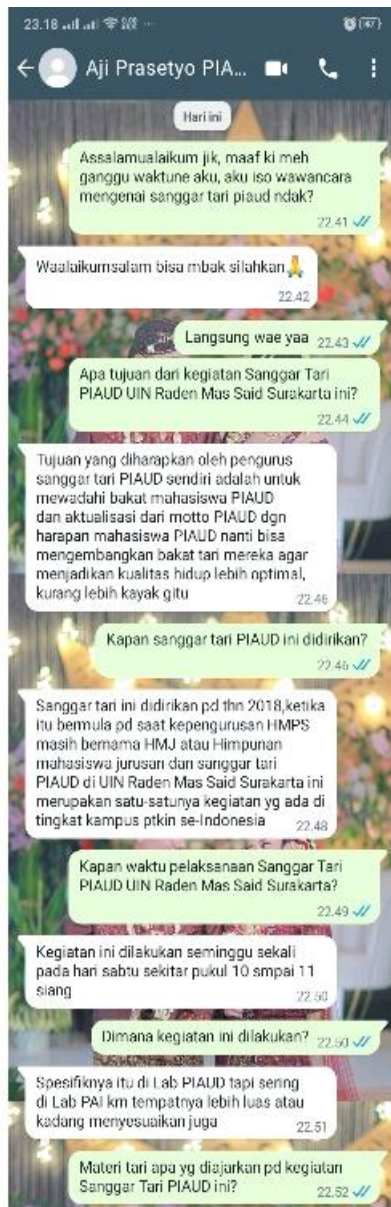 23.18
Aji Prasetyo PIA...
Hari ini
Assalamualaikum jik, maaf ki meh
ganggu waktune aku, aku iso wawancara
mengenai sanggar tari piaud ndak?
22.41
Waalaikumsalam bisa mbak silahkan🙏
22.42
Langsung wae yaa 22.43
Apa tujuan dari kegiatan Sanggar Tari
PIAUD UIN Raden Mas Said Surakarta ini?
22.44
Tujuan yang diharapkan oleh pengurus
sanggar tari PIAUD sendiri adalah untuk
mewadahi bakat mahasiswa PIAUD
dan aktualisasi dari motto PIAUD dgn
harapan mahasiswa PIAUD nanti bisa
mengembangkan bakat tari mereka agar
menjadikan kualitas hidup lebih optimal,
kurang lebih kayak gitu 22.46
Kapan sanggar tari PIAUD ini didirikan?
22.46
Sanggar tari ini didirikan pd thn 2018,ketika
itu bermula pd saat kepengurusan HMPS
masih bernama HMJ atau Himpunan
mahasiswa jurusan dan sanggar tari
PIAUD di UIN Raden Mas Said Surakarta ini
merupakan satu-satunya kegiatan yg ada di
tingkat kampus ptkin se-Indonesia 22.48
Kapan waktu pelaksanaan Sanggar Tari
PIAUD UIN Raden Mas Said Surakarta?
22.49
Kegiatan ini dilakukan seminggu sekali
pada hari sabtu sekitar pukul 10 smpai 11
siang 22.50
Dimana kegiatan ini dilakukan? 22.50
Spesifiknya itu di Lab PIAUD tapi sering
di Lab PAI krn tempatnya lebih luas atau
kadang menyesuaikan juga 22.51
Materi tari apa yg diajarkan pd kegiatan
Sanggar Tari PIAUD ini? 22.52